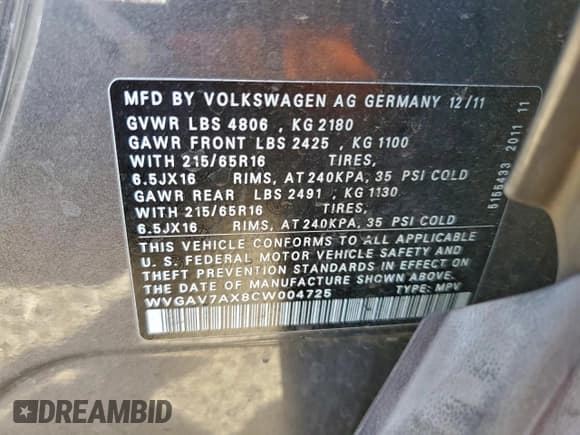 MFD BY VOLKSWAGEN AG GERMANY 12/11
GVWR LBS 4806 , KG 2180
GAWR FRONT LBS 2425 , KG 1100
WITH 215/65R16 TIRES,
6.5JX16 RIMS, AT 240KPA, 35 PSI COLD
GAWR REAR LBS 2491 , KG 1130
WITH 215/65R16 TIRES,
6.5JX16 RIMS, AT 240KPA, 35 PSI COLD
THIS VEHICLE CONFORMS TO ALL APPLICABLE
U. S. FEDERAL MOTOR VEHICLE SAFETY AND
THEFT PREVENTION STANDARDS IN EFFECT ON
THE DATE OF MANUFACTURE SHOWN ABOVE.
WVGAV7AX8CW004725 TYPE: MPV
5155433 2011 11
DREAMBID